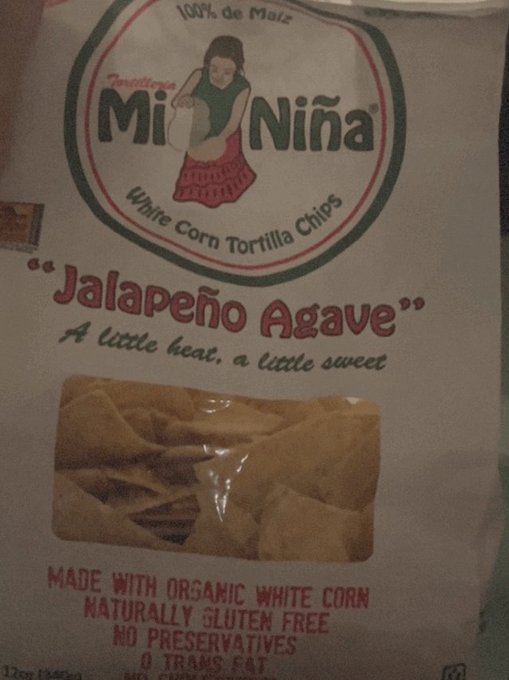 100% de Maiz
Tortilleria
Mi Niña®
White Corn Tortilla Chips
“Jalapeño Agave”
A little heat, a little sweet
MADE WITH ORGANIC WHITE CORN
NATURALLY GLUTEN FREE
NO PRESERVATIVES
0 TRANS FAT
12oz